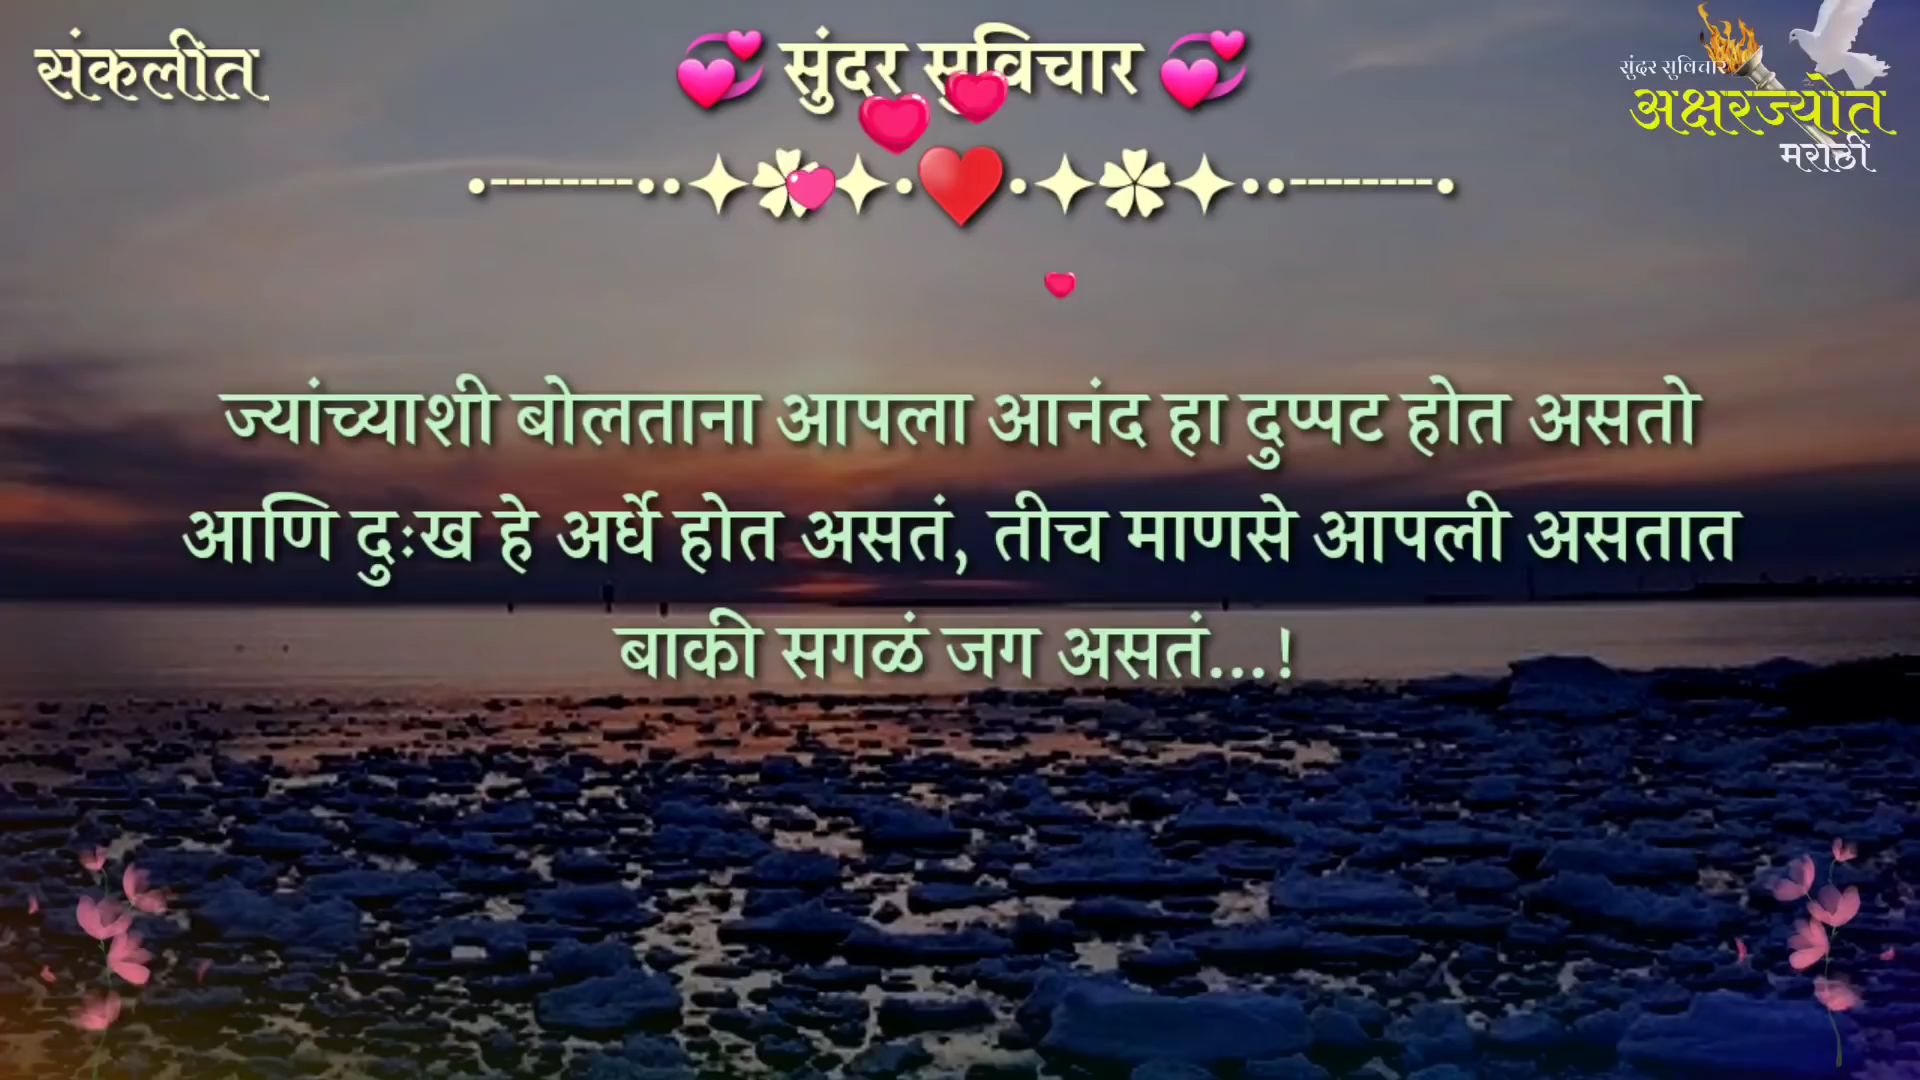 संकलीत
💞 सुंदर सुविचार 💞
सुंदर सुविचार
अक्षरज्योत
मराठी
ज्यांच्याशी बोलताना आपला आनंद हा दुप्पट होत असतो
आणि दुःख हे अर्धे होत असतं, तीच माणसे आपली असतात
बाकी सगळं जग असतं...!